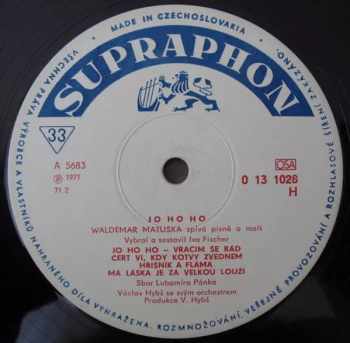 • MADE IN CZECHOSLOVAKIA •
VŠECHNA PRÁVA VÝROBCE A VLASTNÍKŮ NAHRANÉHO DÍLA VYHRAŽENA. ROZMNOŽOVÁNÍ, VEŘEJNÉ PROVOZOVÁNÍ A ROZHLASOVÉ ŠÍŘENÍ ZAKÁZÁNO.
SUPRAPHON
33
A 5683
Ⓟ 1971
71 2
OSA
0 13 1026
H
JO HO HO
WALDEMAR MATUŠKA zpívá písně o moři
Vybral a sestavil Ivo Fischer
JO HO HO – VRACÍM SE RÁD
ČERT VÍ, KDY KOTVY ZVEDNEM
HŘÍŠNÍK A FLÁMA
MÁ LÁSKA JE ZA VELKOU LOUŽÍ
Sbor Lubomíra Pánka
Václav Hybš se svým orchestrem
Produkce V. Hybš